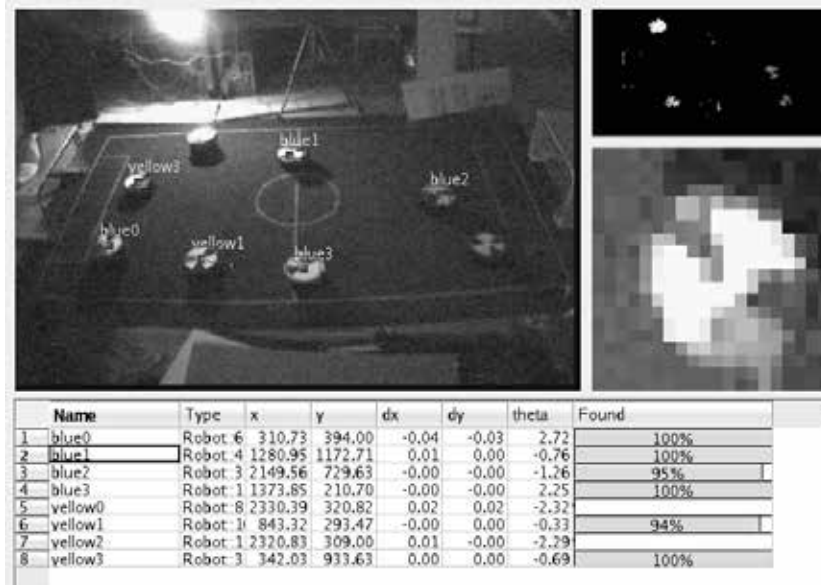 blue1
yellow3
blue2
blue0
yellow1
blue3
Name Type x y dx dy theta Found
1 blue0 Robot 6 310.73 394.00 -0.04 -0.03 2.72 100%
2 blue1 Robot 4 1280.95 1172.71 0.01 0.00 -0.76 100%
3 blue2 Robot 3 2149.56 729.63 -0.00 -0.00 -1.26 95%
4 blue3 Robot 1 1373.85 210.70 -0.00 0.00 2.25 100%
5 yellow0 Robot 8 2330.39 320.82 0.02 0.02 -2.32
6 yellow1 Robot 843.32 293.47 -0.00 0.00 -0.33 94%
7 yellow2 Robot 1 2320.83 309.00 0.01 -0.00 -2.29
8 yellow3 Robot 3 342.03 933.63 0.00 0.00 -0.69 100%